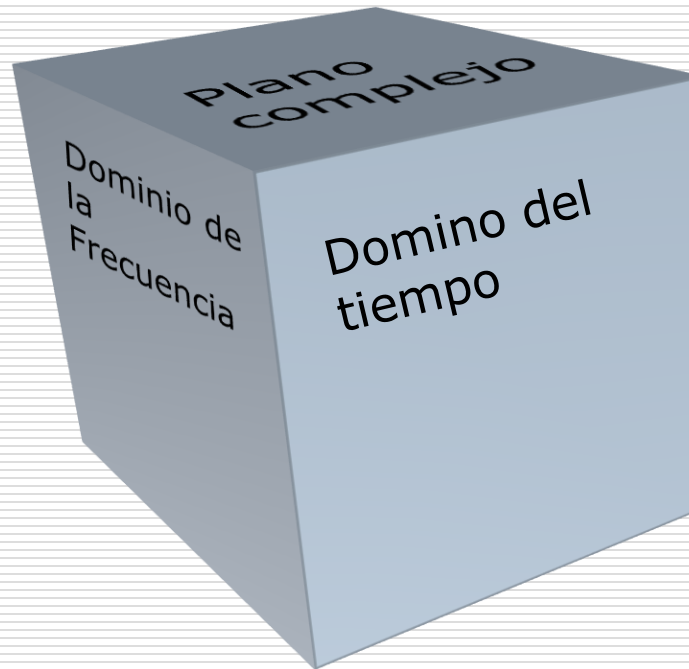 Plano
complejo
Dominio de
la
Frecuencia
Domino del
tiempo